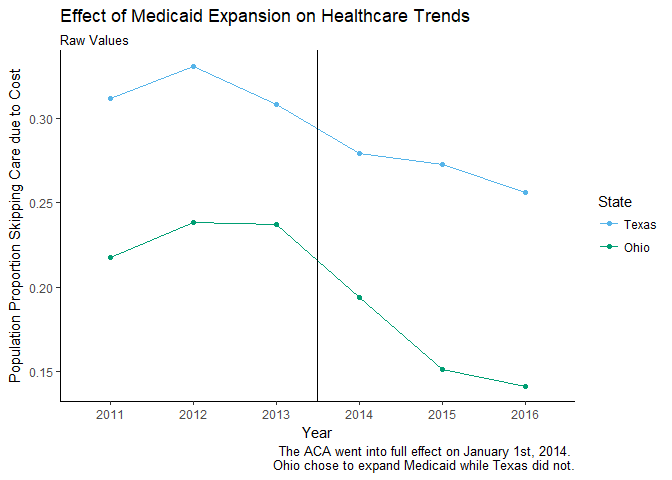 Effect of Medicaid Expansion on Healthcare Trends
Raw Values
Population Proportion Skipping Care due to Cost
0.30
0.25
0.20
0.15
2011 2012 2013 2014 2015 2016
Year
State
Texas
Ohio
The ACA went into full effect on January 1st, 2014.
Ohio chose to expand Medicaid while Texas did not.